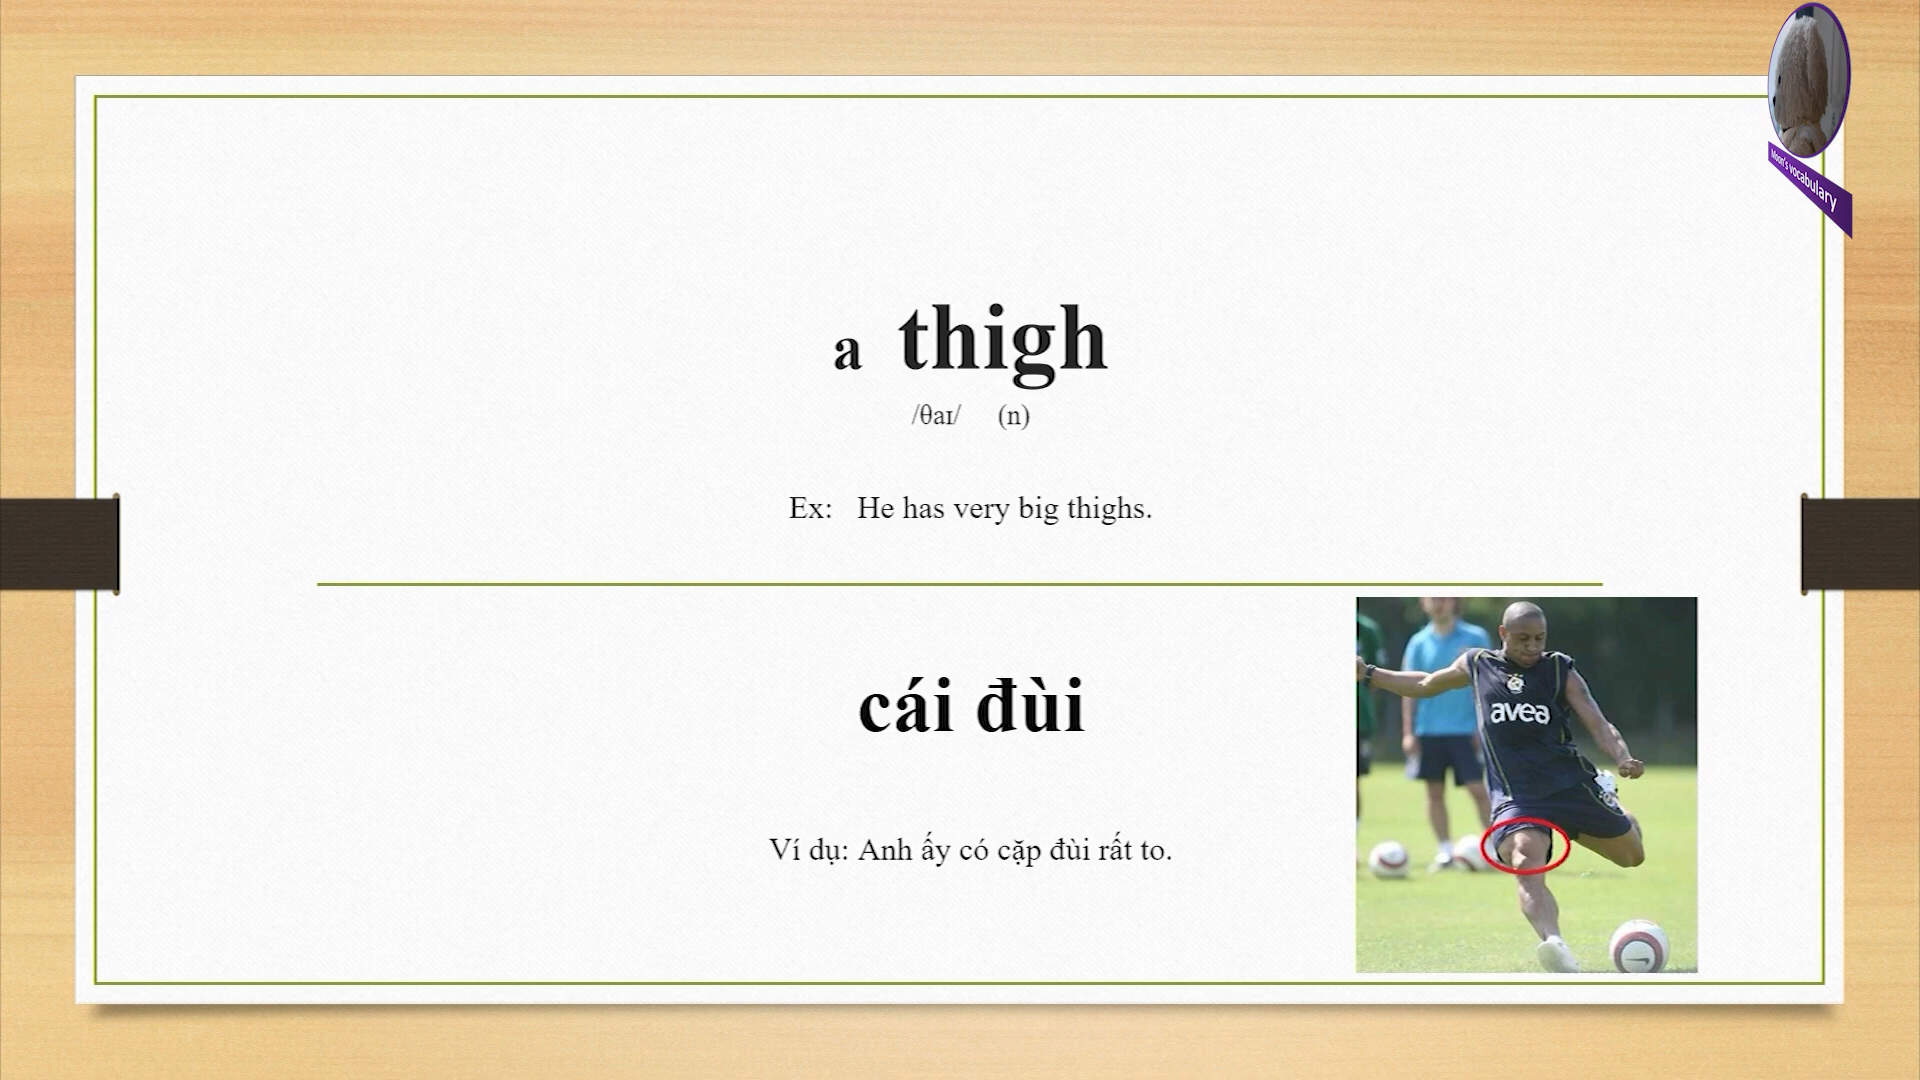 Moon's vocabulary
a thigh
/θaɪ/ (n)
Ex: He has very big thighs.
cái đùi
avea
Ví dụ: Anh ấy có cặp đùi rất to.